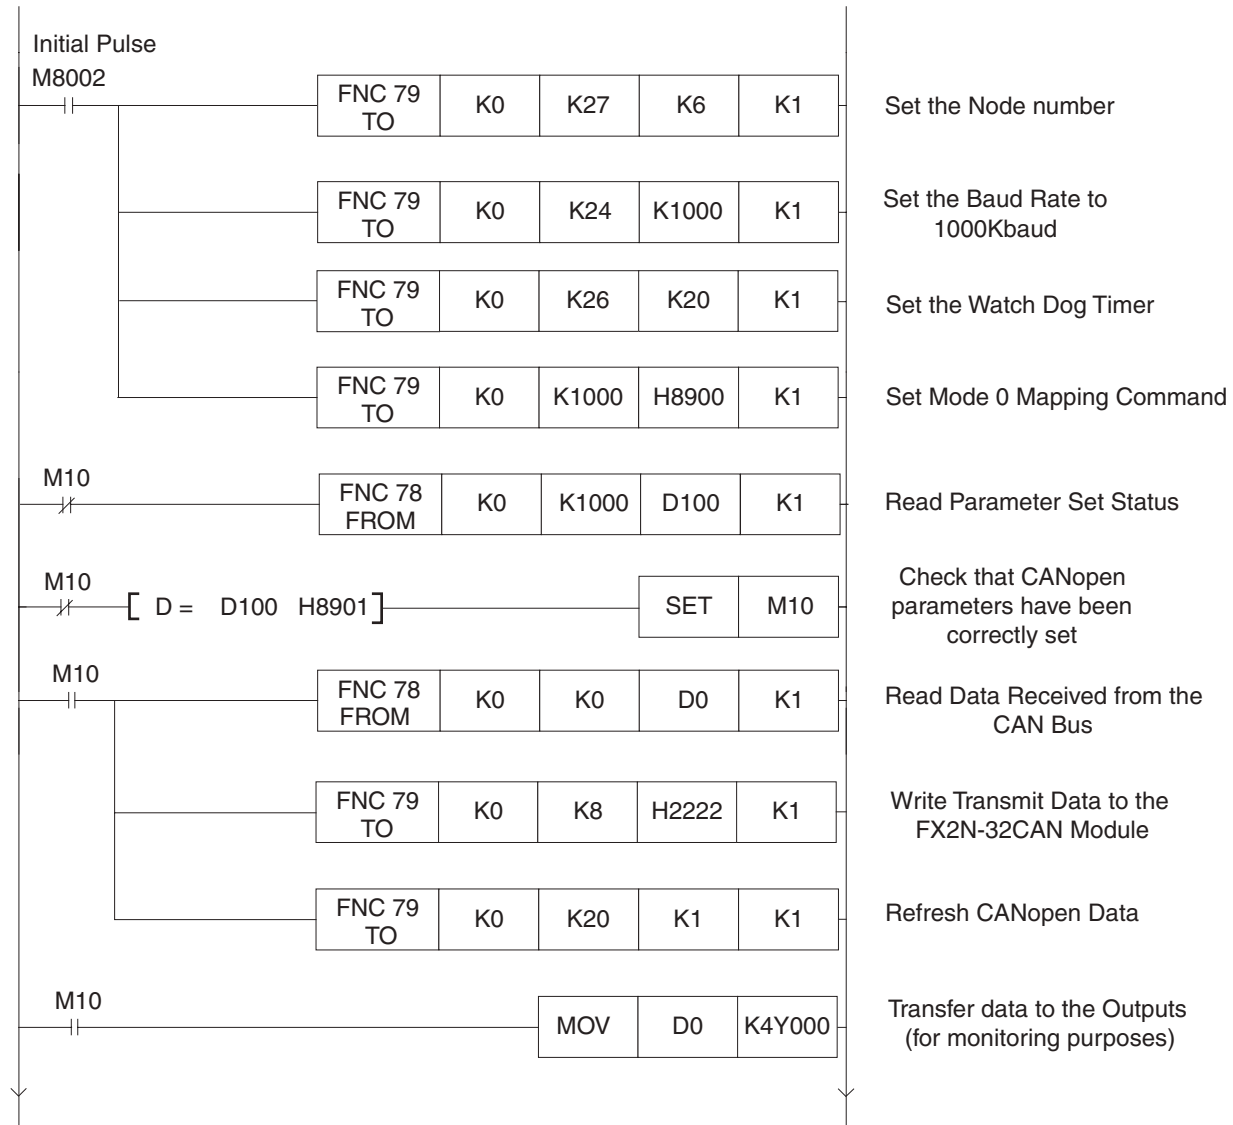 Initial Pulse
M8002
FNC 79 TO K0 K27 K6 K1 Set the Node number
FNC 79 TO K0 K24 K1000 K1 Set the Baud Rate to
1000Kbaud
FNC 79 TO K0 K26 K20 K1 Set the Watch Dog Timer
FNC 79 TO K0 K1000 H8900 K1 Set Mode 0 Mapping Command
M10
FNC 78 FROM K0 K1000 D100 K1 Read Parameter Set Status
M10
[ D = D100 H8901] SET M10 Check that CANopen
parameters have been
correctly set
M10
FNC 78 FROM K0 K0 D0 K1 Read Data Received from the
CAN Bus
FNC 79 TO K0 K8 H2222 K1 Write Transmit Data to the
FX2N-32CAN Module
FNC 79 TO K0 K20 K1 K1 Refresh CANopen Data
M10
MOV D0 K4Y000 Transfer data to the Outputs
(for monitoring purposes)